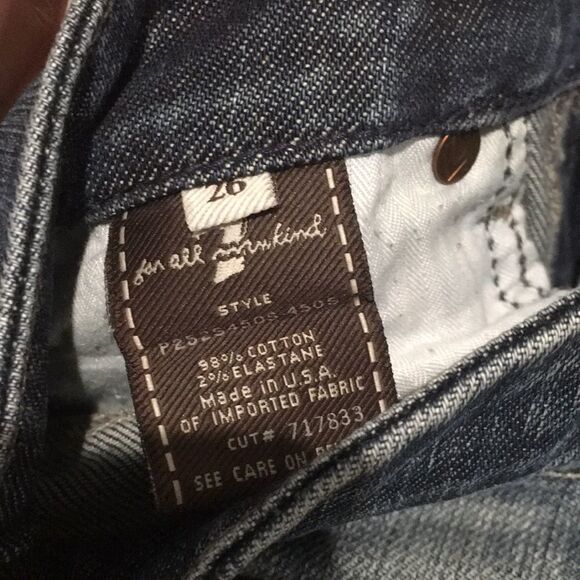 26
7
for all mankind
STYLE
98% COTTON
2% ELASTANE
Made in U.S.A.
OF IMPORTED FABRIC
CUT# 717833
SEE CARE ON